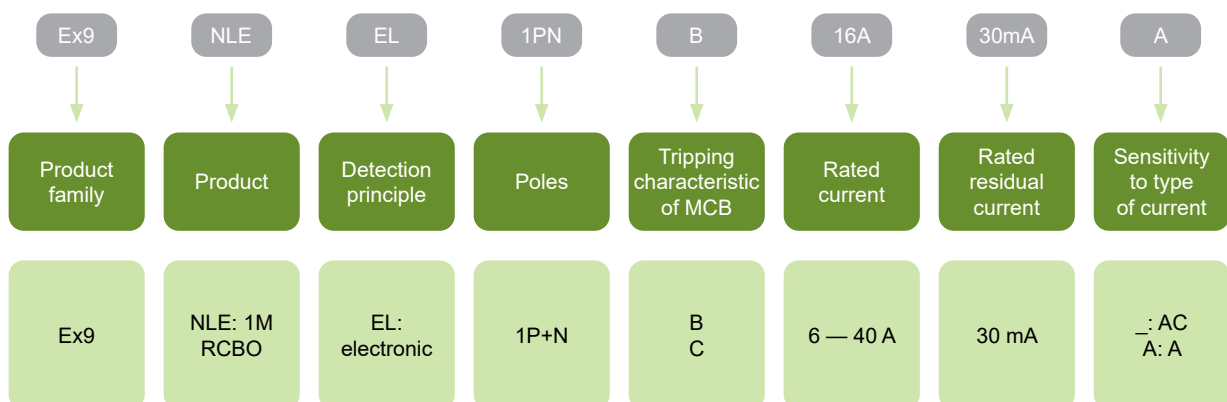 Ex9 NLE EL 1PN B 16A 30mA A
Product
family
Product
Detection
principle
Poles
Tripping
characteristic
of MCB
Rated
current
Rated
residual
current
Sensitivity
to type
of current
Ex9
NLE: 1M
RCBO
EL:
electronic
1P+N
B
C
6 — 40 A
30 mA
_: AC
A: A